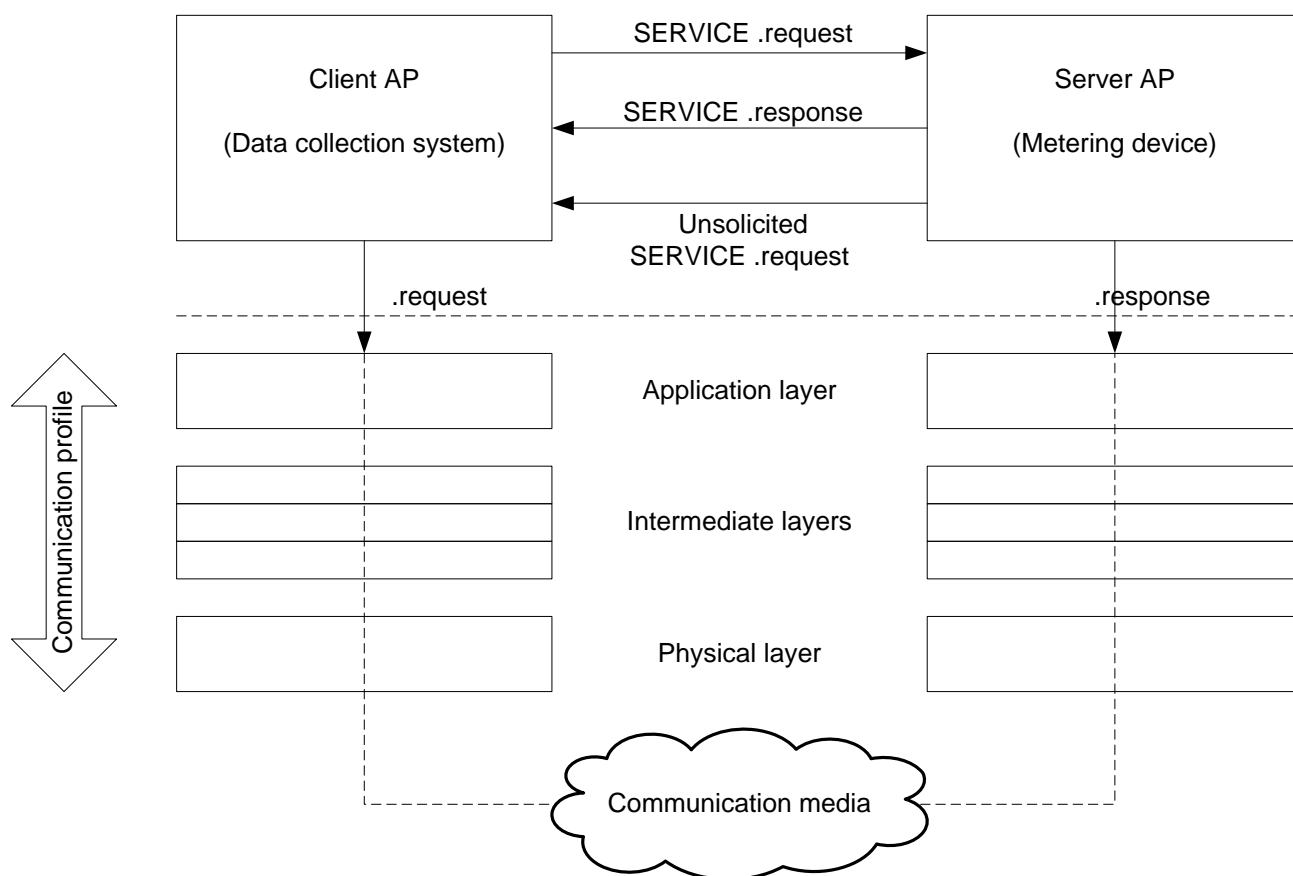 SERVICE .request
Client AP
(Data collection system)
SERVICE .response
Server AP
(Metering device)
Unsolicited
SERVICE .request
.request
.response
Communication profile
Application layer
Intermediate layers
Physical layer
Communication media